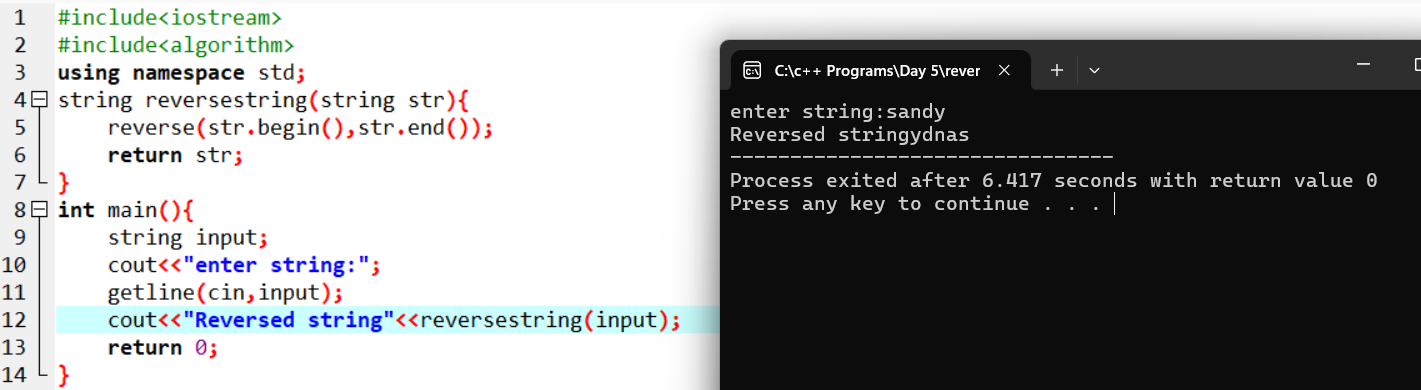 1 #include<iostream>
2 #include<algorithm>
3 using namespace std;
4 string reversestring(string str){
5     reverse(str.begin(),str.end());
6     return str;
7 }
8 int main(){
9     string input;
10     cout<<"enter string:";
11     getline(cin,input);
12     cout<<"Reversed string"<<reversestring(input);
13     return 0;
14 }
C:\c++ Programs\Day 5\rever
enter string:sandy
Reversed stringydnas
--------------------------------
Process exited after 6.417 seconds with return value 0
Press any key to continue . . .